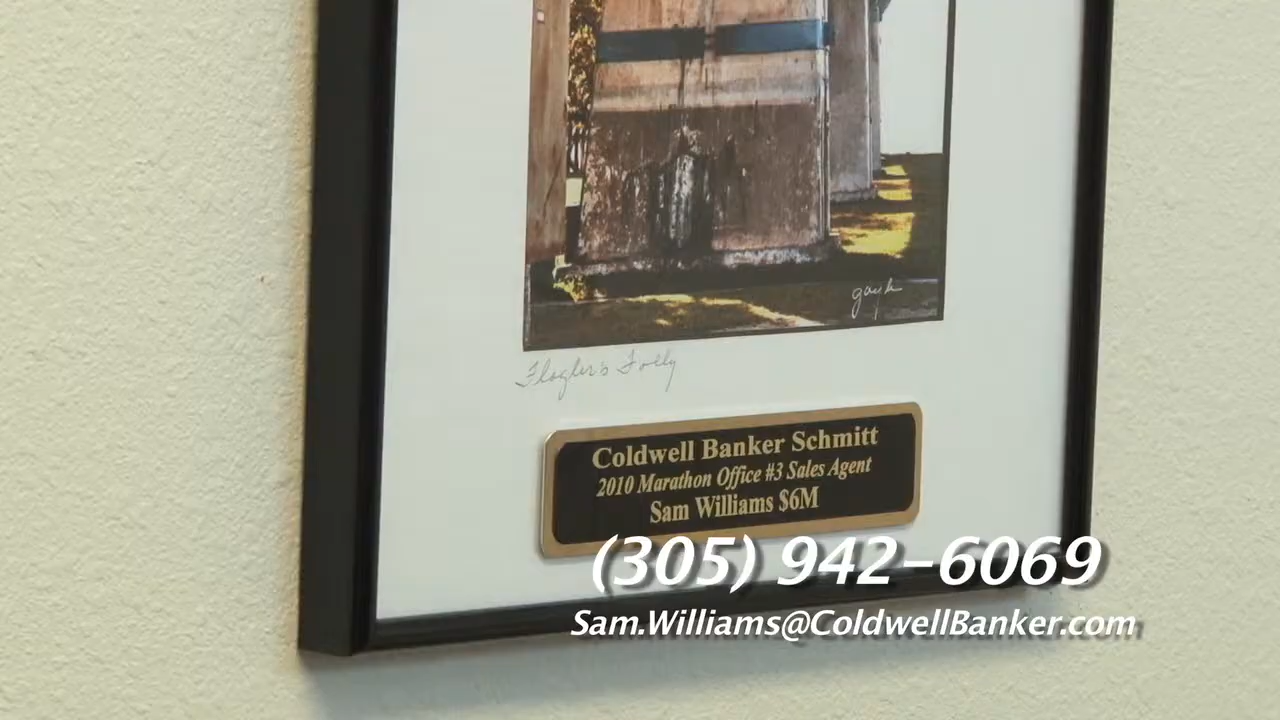 Flagler's Folly
Coldwell Banker Schmitt
2010 Marathon Office #3 Sales Agent
Sam Williams $6M
(305) 942-6069
Sam.Williams@ColdwellBanker.com